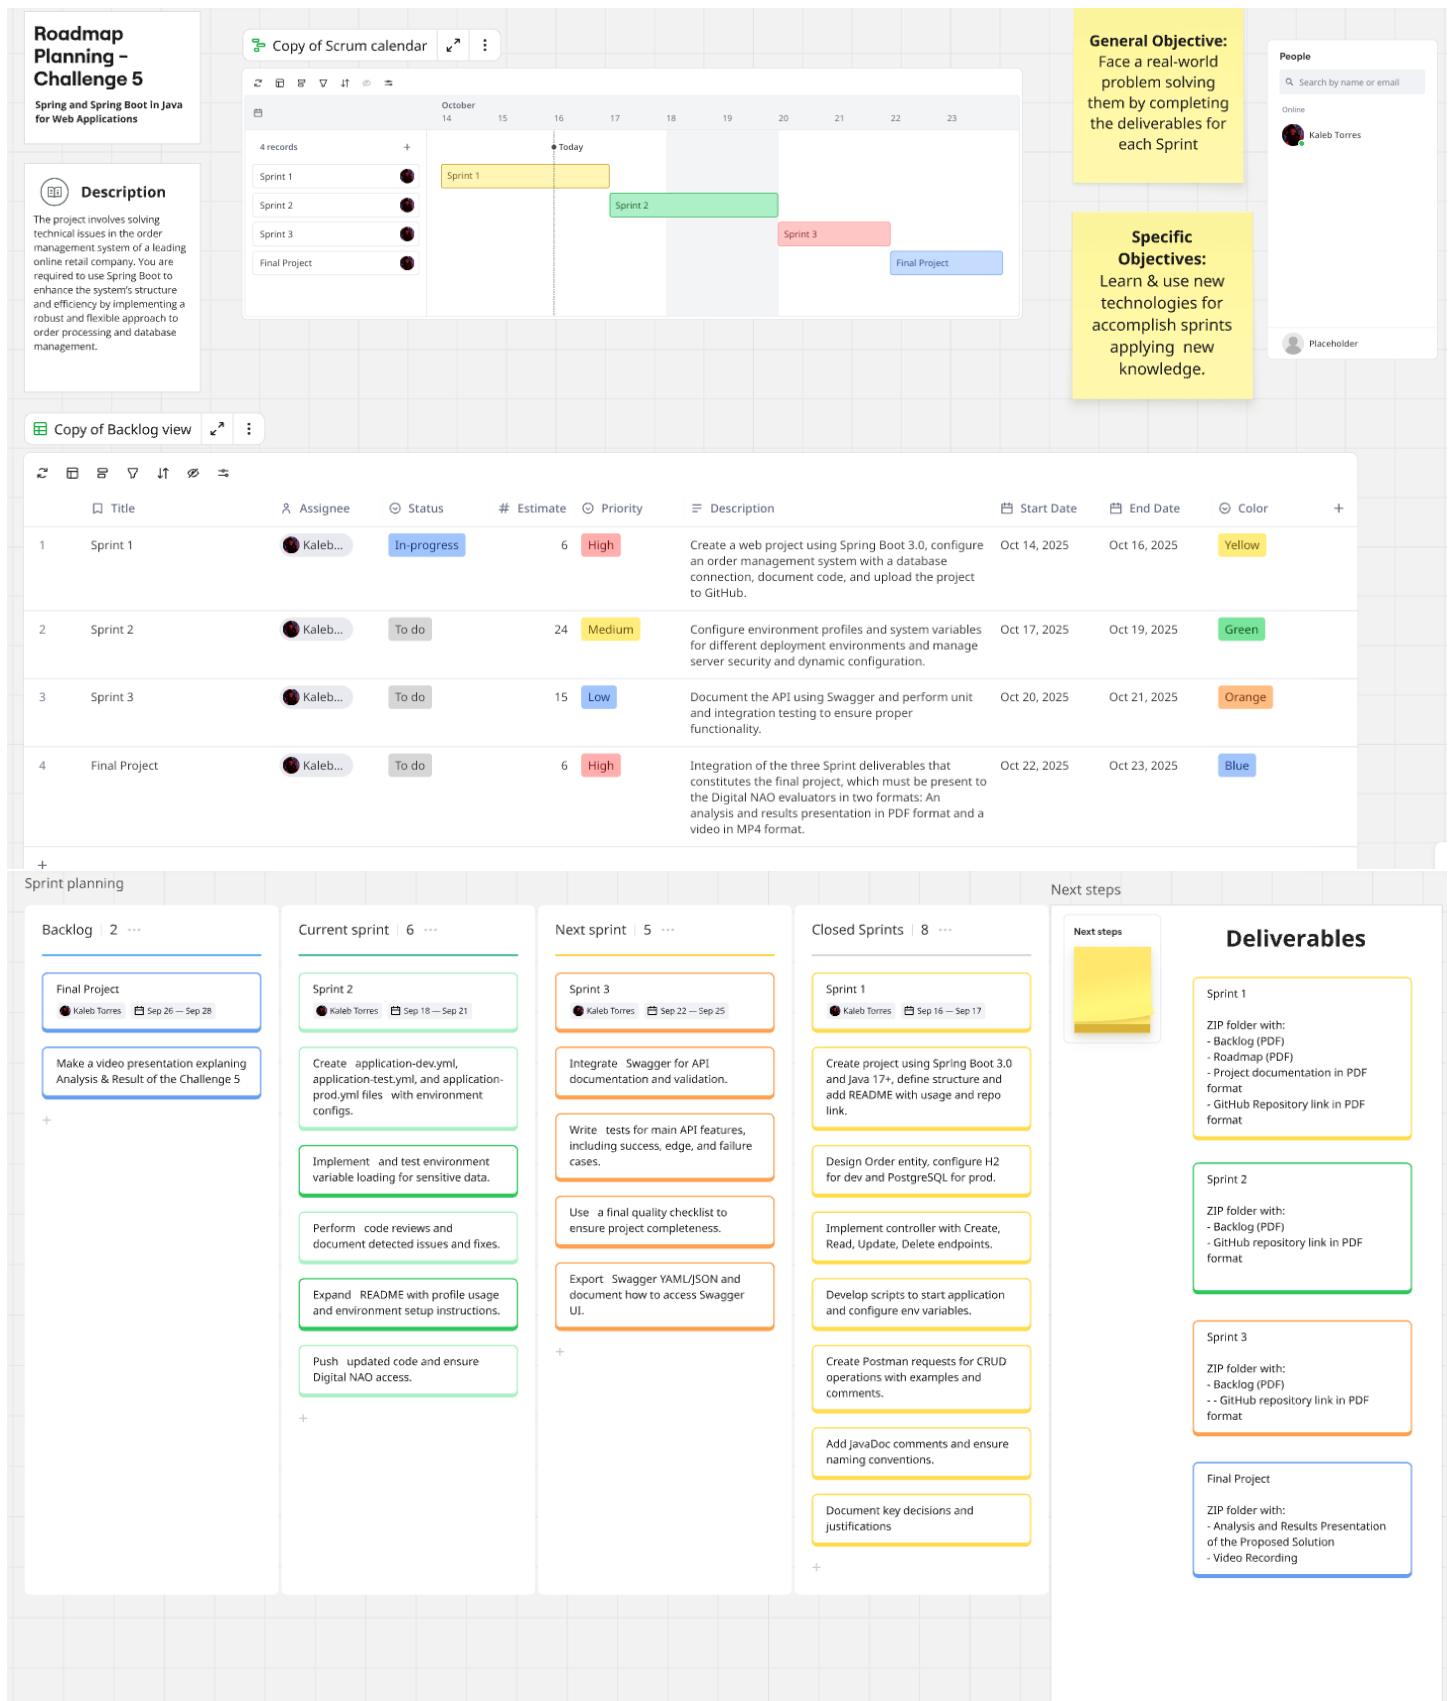 Roadmap
Planning –
Challenge 5
Spring and Spring Boot in Java
for Web Applications
Description
The project involves solving
technical issues in the order
management system of a leading
online retail company. You are
required to use Spring Boot to
enhance the system's structure
and efficiency by implementing a
robust and flexible approach to
order processing and database
management.
Copy of Scrum calendar
October
14 15 16 17 18 19 20 21 22 23
4 records
Today
Sprint 1
Sprint 1
Sprint 2
Sprint 2
Sprint 3
Sprint 3
Final Project
Final Project
General Objective:
Face a real-world
problem solving
them by completing
the deliverables for
each Sprint
Specific
Objectives:
Learn & use new
technologies for
accomplish sprints
applying new
knowledge.
People
Search by name or email
Online
Kaleb Torres
Placeholder
Copy of Backlog view
Title Assignee Status # Estimate Priority Description Start Date End Date Color
1 Sprint 1 Kaleb... In-progress 6 High Create a web project using Spring Boot 3.0, configure Oct 14, 2025 Oct 16, 2025 Yellow
an order management system with a database
connection, document code, and upload the project
to GitHub.
2 Sprint 2 Kaleb... To do 24 Medium Configure environment profiles and system variables Oct 17, 2025 Oct 19, 2025 Green
for different deployment environments and manage
server security and dynamic configuration.
3 Sprint 3 Kaleb... To do 15 Low Document the API using Swagger and perform unit Oct 20, 2025 Oct 21, 2025 Orange
and integration testing to ensure proper
functionality.
4 Final Project Kaleb... To do 6 High Integration of the three Sprint deliverables that Oct 22, 2025 Oct 23, 2025 Blue
constitutes the final project, which must be present to
the Digital NAO evaluators in two formats: An
analysis and results presentation in PDF format and a
video in MP4 format.
Sprint planning
Backlog 2
Final Project
Kaleb Torres Sep 26 — Sep 28
Make a video presentation explaning
Analysis & Result of the Challenge 5
Current sprint 6
Sprint 2
Kaleb Torres Sep 18 — Sep 21
Create application-dev.yml,
application-test.yml, and application-
prod.yml files with environment
configs.
Implement and test environment
variable loading for sensitive data.
Perform code reviews and
document detected issues and fixes.
Expand README with profile usage
and environment setup instructions.
Push updated code and ensure
Digital NAO access.
Next sprint 5
Sprint 3
Kaleb Torres Sep 22 — Sep 25
Integrate Swagger for API
documentation and validation.
Write tests for main API features,
including success, edge, and failure
cases.
Use a final quality checklist to
ensure project completeness.
Export Swagger YAML/JSON and
document how to access Swagger
UI.
Closed Sprints 8
Sprint 1
Kaleb Torres Sep 16 — Sep 17
Create project using Spring Boot 3.0
and Java 17+, define structure and
add README with usage and repo
link.
Design Order entity, configure H2
for dev and PostgreSQL for prod.
Implement controller with Create,
Read, Update, Delete endpoints.
Develop scripts to start application
and configure env variables.
Create Postman requests for CRUD
operations with examples and
comments.
Add JavaDoc comments and ensure
naming conventions.
Document key decisions and
justifications
Next steps
Next steps
Deliverables
Sprint 1
ZIP folder with:
- Backlog (PDF)
- Roadmap (PDF)
- Project documentation in PDF
format
- GitHub Repository link in PDF
format
Sprint 2
ZIP folder with:
- Backlog (PDF)
- GitHub repository link in PDF
format
Sprint 3
ZIP folder with:
- Backlog (PDF)
- - GitHub repository link in PDF
format
Final Project
ZIP folder with:
- Analysis and Results Presentation
of the Proposed Solution
- Video Recording